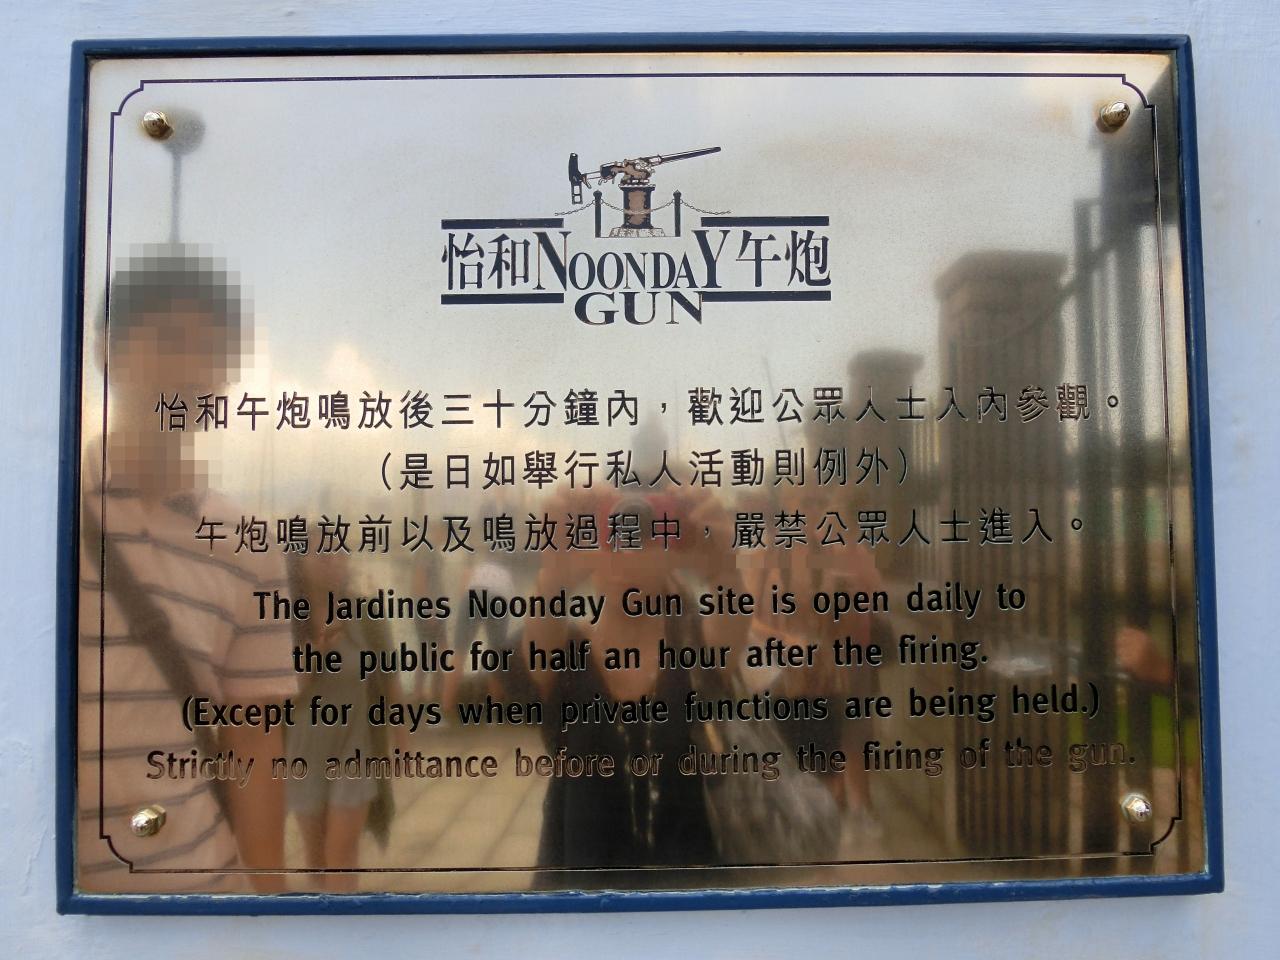 怡和NOONDAY午炮
GUN
怡和午炮鳴放後三十分鐘內，歡迎公眾人士入內參觀。
（是日如舉行私人活動則例外）
午炮鳴放前以及鳴放過程中，嚴禁公眾人士進入。
The Jardines Noonday Gun site is open daily to
the public for half an hour after the firing.
(Except for days when private functions are being held.)
Strictly no admittance before or during the firing of the gun.